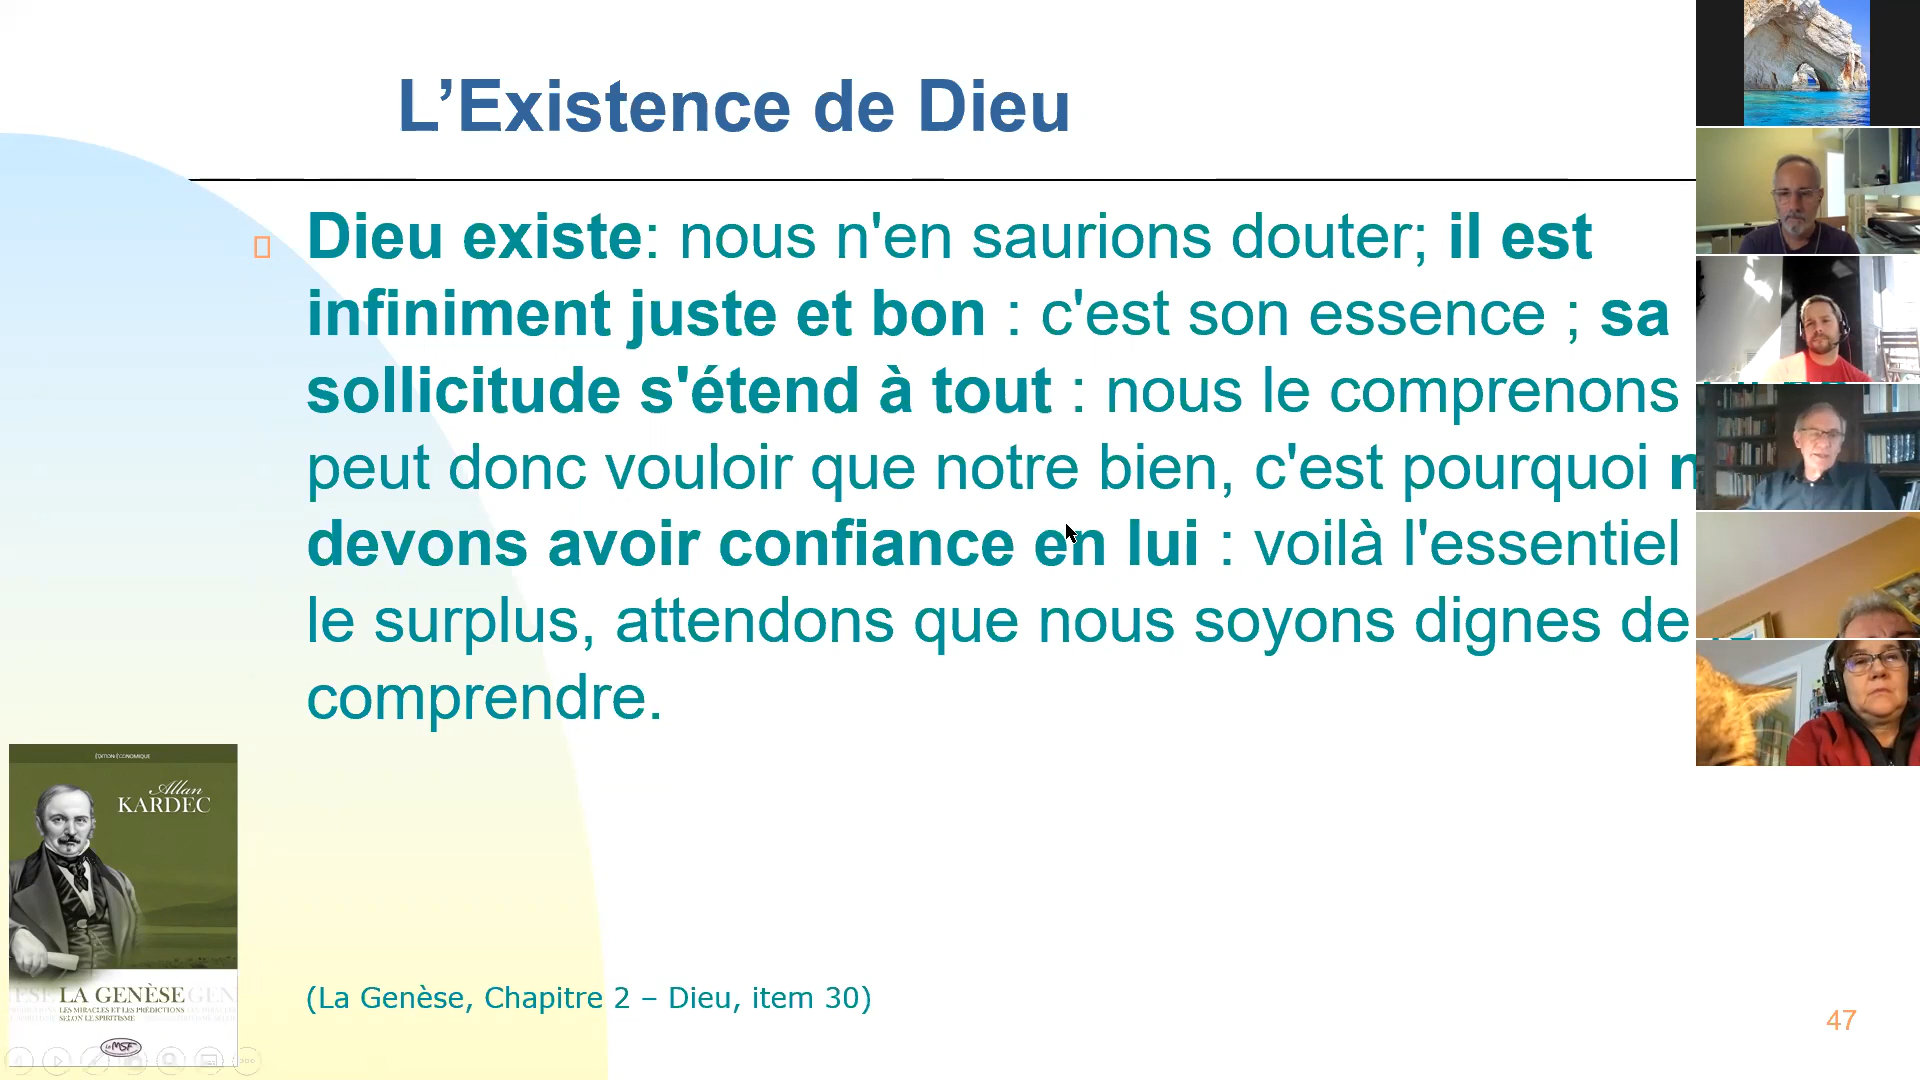 L’Existence de Dieu
Dieu existe: nous n'en saurions douter; il est
infiniment juste et bon : c'est son essence ; sa
sollicitude s'étend à tout : nous le comprenons
peut donc vouloir que notre bien, c'est pourquoi
devons avoir confiance en lui : voilà l'essentiel
le surplus, attendons que nous soyons dignes de
comprendre.
ÉDITION ÉCONOMIQUE
Allan
KARDEC
LA GENÈSE
LES MIRACLES ET LES PRÉDICTIONS
SELON LE SPIRITISME
(La Genèse, Chapitre 2 – Dieu, item 30)
47